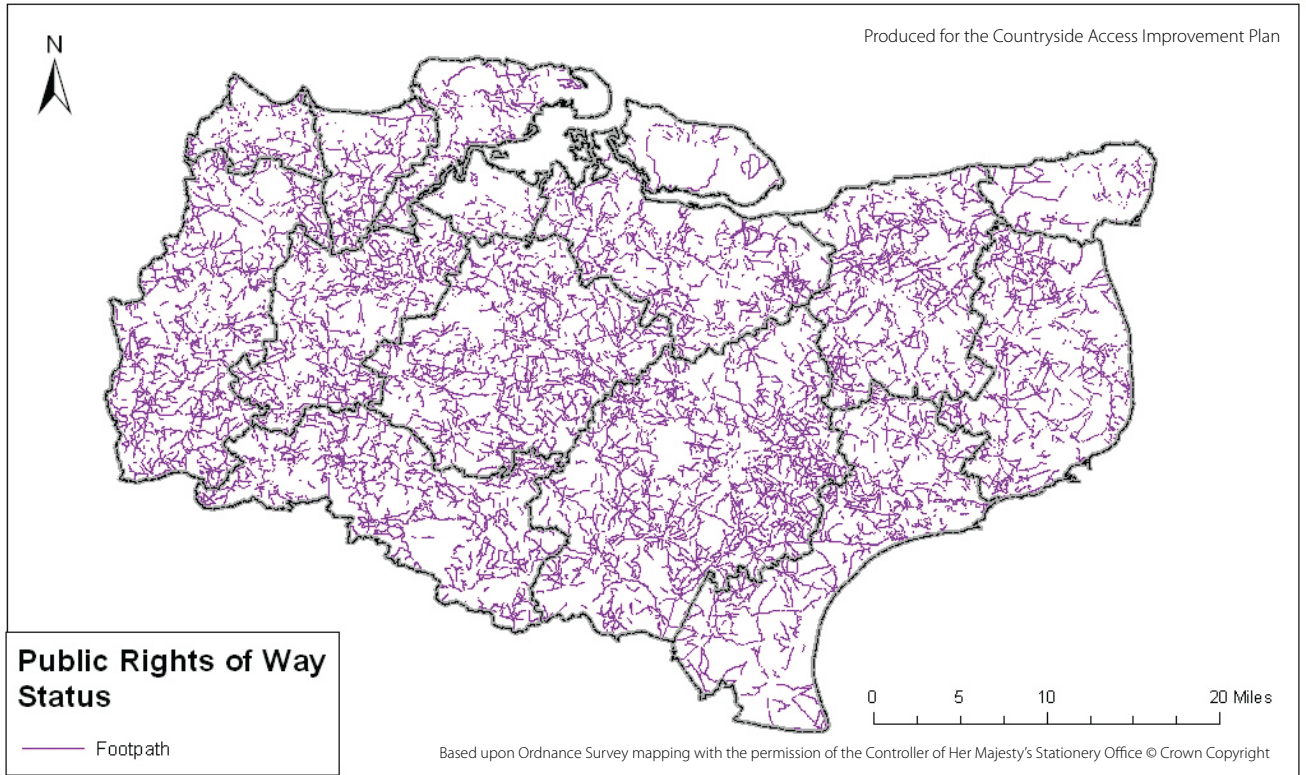 Produced for the Countryside Access Improvement Plan
N
Public Rights of Way
Status
Footpath
0 5 10 20 Miles
Based upon Ordnance Survey mapping with the permission of the Controller of Her Majesty's Stationery Office © Crown Copyright